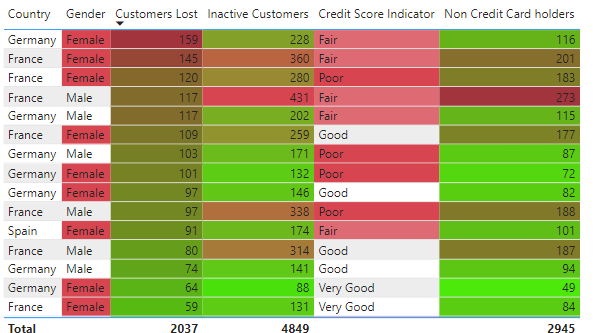 Country Gender Customers Lost Inactive Customers Credit Score Indicator Non Credit Card holders
Germany Female 159 228 Fair 116
France Female 145 360 Fair 201
France Female 120 280 Poor 183
France Male 117 431 Fair 273
Germany Male 117 202 Fair 115
France Female 109 259 Good 177
Germany Male 103 171 Poor 87
Germany Female 101 132 Poor 72
Germany Female 97 146 Good 82
France Male 97 338 Poor 188
Spain Female 91 174 Fair 101
France Male 80 314 Good 187
Germany Male 74 141 Good 94
Germany Female 64 88 Very Good 49
France Female 59 131 Very Good 84
Total 2037 4849 2945